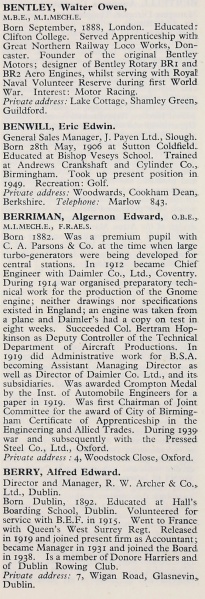 BENTLEY, Walter Owen,
M.B.E., M.I.MECH.E.
Born September, 1888, London. Educated:
Clifton College. Served Apprenticeship with
Great Northern Railway Loco Works, Don-
caster. Founder of the original Bentley
Motors; designer of Bentley Rotary BR1 and
BR2 Aero Engines, whilst serving with Royal
Naval Volunteer Reserve during first World
War. Interest: Motor Racing.
Private address: Lake Cottage, Shamley Green,
Guildford.
BENWILL, Eric Edwin.
General Sales Manager, J. Payen Ltd., Slough.
Born 28th May, 1906 at Sutton Coldfield.
Educated at Bishop Veseys School. Trained
at Andrews Crankshaft and Cylinder Co.,
Birmingham. Took up present position in
1949. Recreation: Golf.
Private address: Woodwards, Cookham Dean,
Berkshire. Telephone: Marlow 843.
BERRIMAN, Algernon Edward, O.B.E.,
M.I.MECH.E., F.R.AE.S.
Born 1882. Was a premium pupil with
C. A. Parsons & Co. at the time when large
turbo-generators were being developed for
central stations. In 1912 became Chief
Engineer with Daimler Co., Ltd., Coventry.
During 1914 war organised preparatory tech-
nical work for the production of the Gnome
engine; neither drawings nor specifications
existed in England; an engine was taken from
a plane and Daimler's had a copy on test in
eight weeks. Succeeded Col. Bertram Hop-
kinson as Deputy Controller of the Technical
Department of Aircraft Productions. In
1919 did Administrative work for B.S.A.
becoming Assistant Managing Director as
well as Director of Daimler Co. Ltd., and its
subsidiaries. Was awarded Crompton Medal
by the Inst. of Automobile Engineers for a
paper in 1919. Was first Chairman of Joint
Committee for the award of City of Birming-
ham Certificate of Apprenticeship in the
Engineering and Allied Trades. During 1939
war and subsequently with the Pressed
Steel Co., Ltd., Oxford.
Private address: 4, Woodstock Close, Oxford.
BERRY, Alfred Edward.
Director and Manager, R. W. Archer & Co.,
Ltd., Dublin.
Born Dublin, 1892. Educated at Hall's
Boarding School, Dublin. Volunteered for
service with B.E.F. in 1915. Went to France
with Queen's West Surrey Regt. Released
in 1919 and joined present firm as Accountant;
became Manager in 1931 and joined the Board
in 1938. Is a member of Donore Harriers and
of Dublin Rowing Club.
Private address: 7, Wigan Road, Glasnevin,
Dublin.